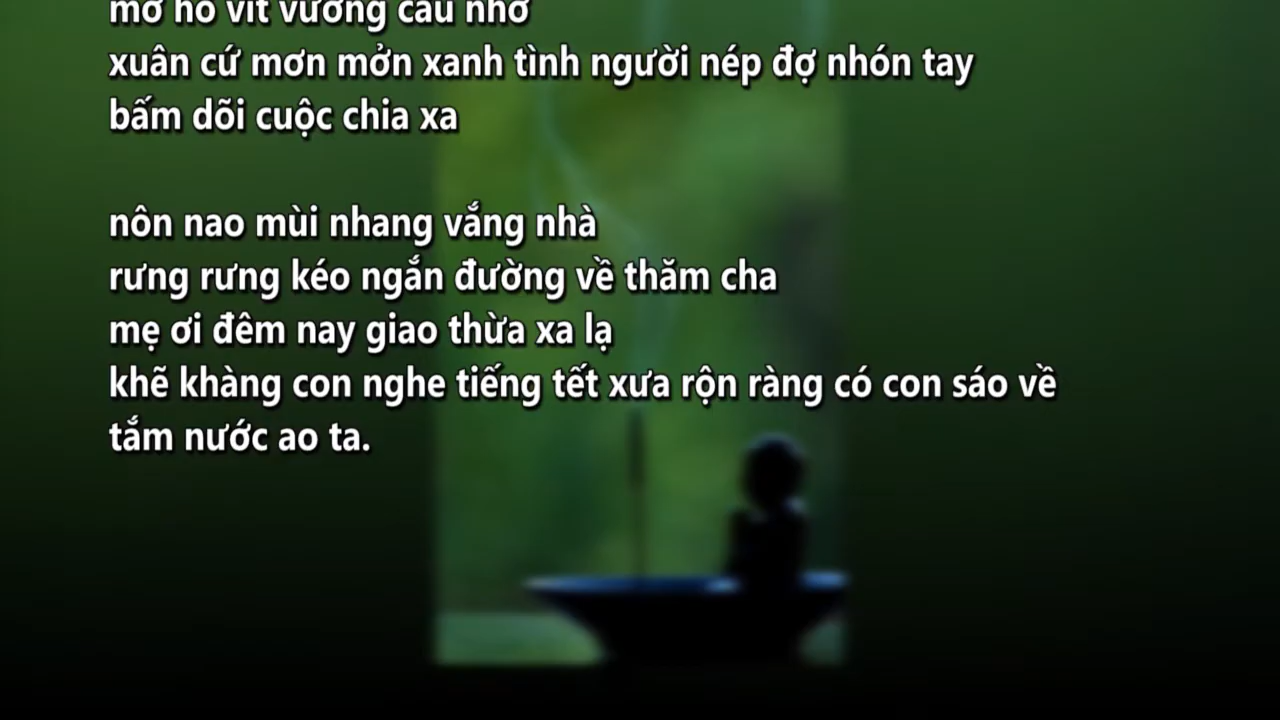 mơ hồ vít vương câu nhớ
xuân cứ mơn mởn xanh tình người nép đợ nhón tay
bấm dõi cuộc chia xa
nôn nao mùi nhang vắng nhà
rưng rưng kéo ngắn đường về thăm cha
mẹ ơi đêm nay giao thừa xa lạ
khẽ khàng con nghe tiếng tết xưa rộn ràng có con sáo về
tắm nước ao ta.